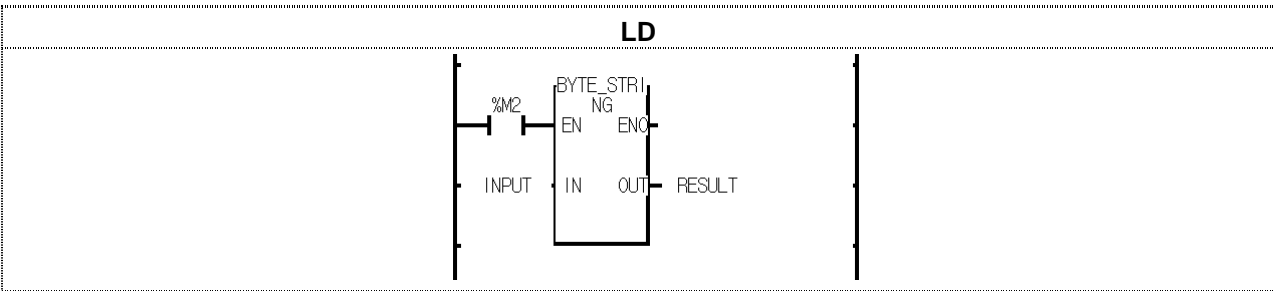 LD
BYTE_STRI
NG
%M2
EN ENO
INPUT IN OUT RESULT